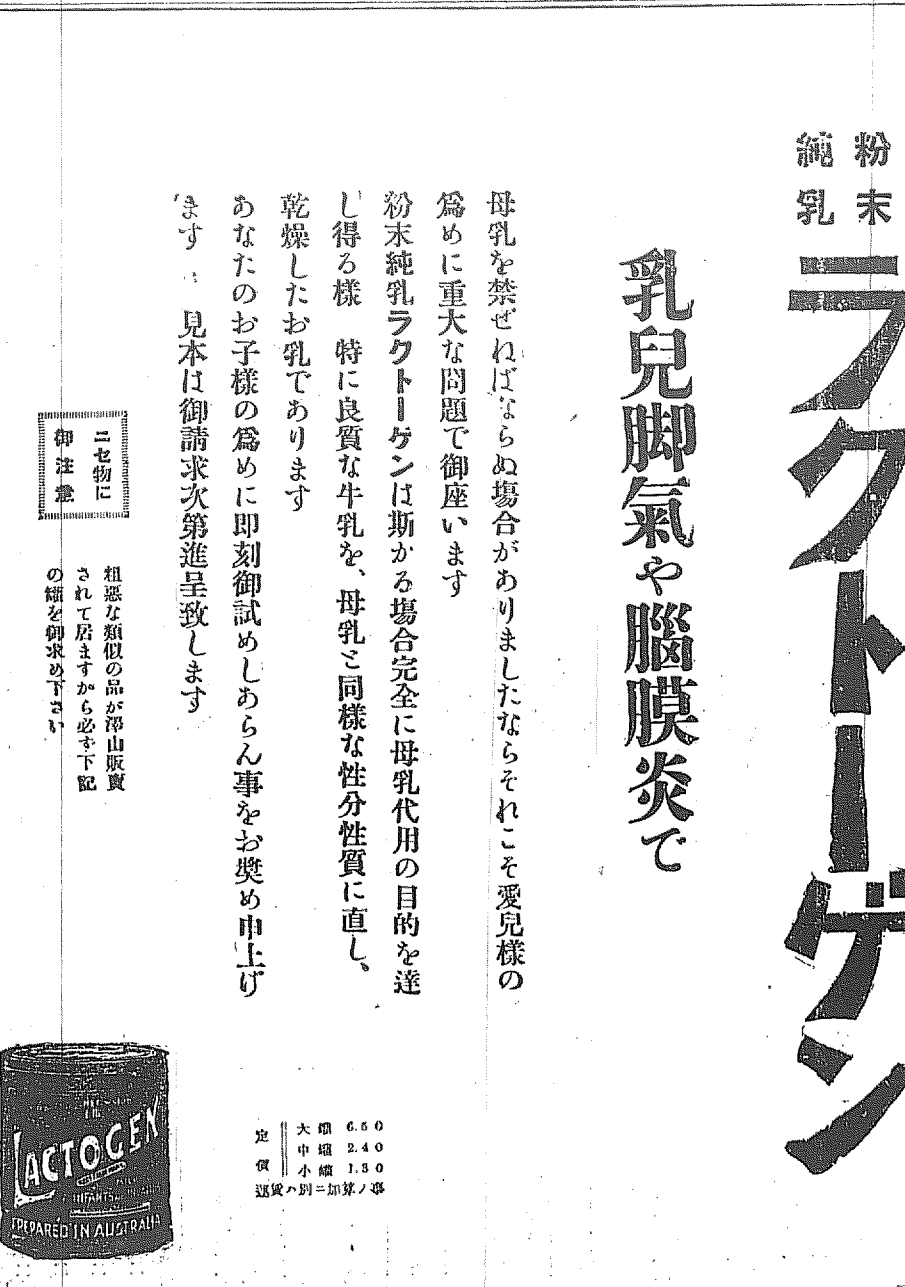 粉末
純乳
ラクトーゲン
乳兒脚氣や腦膜炎で
母乳を禁ぜねばならぬ塲合がありましたならそれこそ愛兒様の
爲めに重大な問題で御座います
粉末純乳ラクトーゲンは斯かる塲合完全に母乳代用の目的を達
し得る様　特に良質な牛乳を、母乳と同様な性分性質に直し、
乾燥したお乳であります
あなたのお子様の爲めに即刻御試めしあらん事をお奬め申上げ
ます　見本は御請求次第進呈致します
ニセ物に
御注意
粗惡な類似の品が澤山販賣
されて居ますから必ず下記
の罐を御求め下さい
定價
大罐 6.50
中罐 2.40
小罐 1.30
運賃ハ別ニ加算ノ事
LACTOGEN
PREPARED IN AUSTRALIA